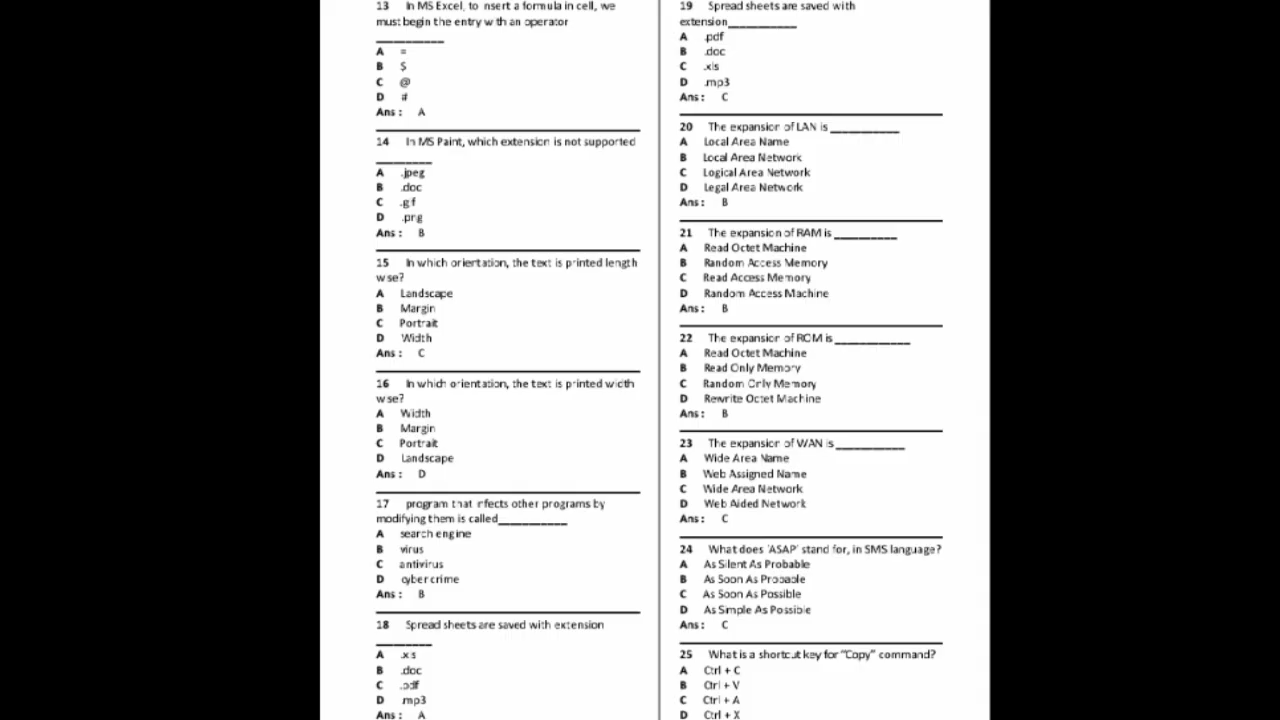 13 In MS Excel, to insert a formula in cell, we
must begin the entry with an operator
__________
A =
B $
C @
D #
Ans : A
14 In MS Paint, which extension is not supported
________
A .jpeg
B .doc
C .gif
D .png
Ans : B
15 In which orientation, the text is printed length
wise?
A Landscape
B Margin
C Portrait
D Width
Ans : C
16 In which orientation, the text is printed width
wise?
A Width
B Margin
C Portrait
D Landscape
Ans : D
17 program that infects other programs by
modifying them is called__________
A search engine
B virus
C antivirus
D cyber crime
Ans : B
18 Spread sheets are saved with extension
________
A .xls
B .doc
C .pdf
D .mp3
Ans : A
19 Spread sheets are saved with
extension__________
A .pdf
B .doc
C .xls
D .mp3
Ans : C
20 The expansion of LAN is __________
A Local Area Name
B Local Area Network
C Logical Area Network
D Legal Area Network
Ans : B
21 The expansion of RAM is _________
A Read Octet Machine
B Random Access Memory
C Read Access Memory
D Random Access Machine
Ans : B
22 The expansion of ROM is ___________
A Read Octet Machine
B Read Only Memory
C Random Only Memory
D Rewrite Octet Machine
Ans : B
23 The expansion of WAN is __________
A Wide Area Name
B Web Assigned Name
C Wide Area Network
D Web Aided Network
Ans : C
24 What does 'ASAP' stand for, in SMS language?
A As Silent As Probable
B As Soon As Probable
C As Soon As Possible
D As Simple As Possible
Ans : C
25 What is a shortcut key for "Copy" command?
A Ctrl + C
B Ctrl + V
C Ctrl + A
D Ctrl + X